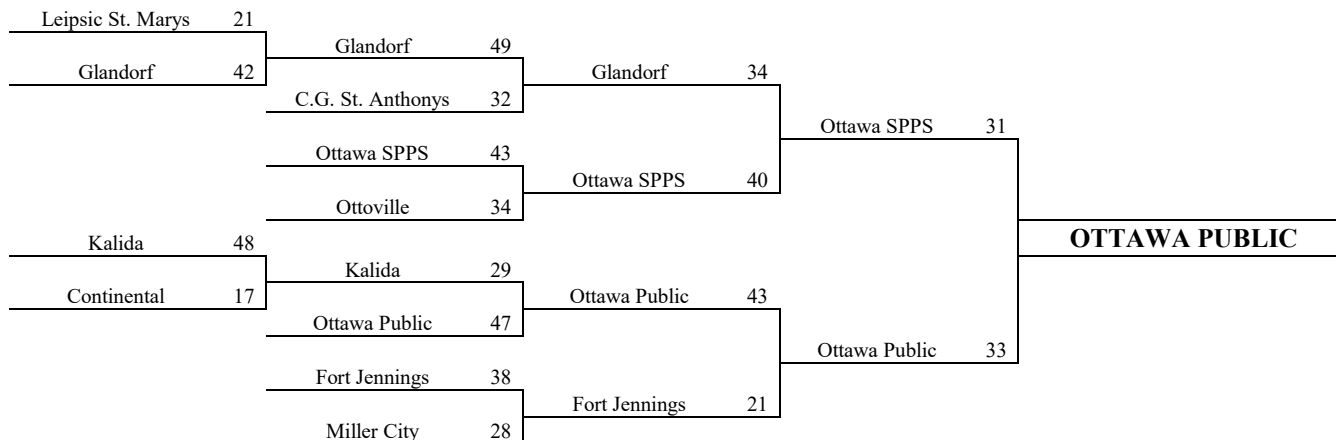 Leipsic St. Marys 21
Glandorf 49
Glandorf 42
Glandorf 34
C.G. St. Anthonys 32
Ottawa SPPS 31
Ottawa SPPS 43
Ottawa SPPS 40
Ottoville 34
Kalida 48
OTTAWA PUBLIC
Kalida 29
Continental 17
Ottawa Public 43
Ottawa Public 47
Ottawa Public 33
Fort Jennings 38
Fort Jennings 21
Miller City 28